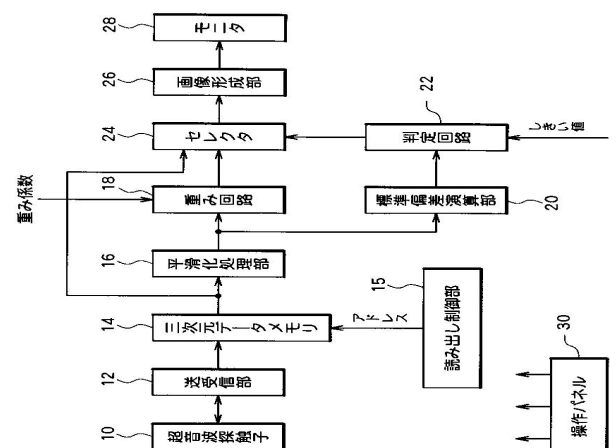 28
モニタ
26
画像形成部
24
セレクタ
22
判定回路
しきい値
重み係数
18
重み回路
20
標準偏差演算部
16
平滑化処理部
14
三次元データメモリ
アドレス
15
読み出し制御部
12
送受信部
10
超音波探触子
30
操作パネル